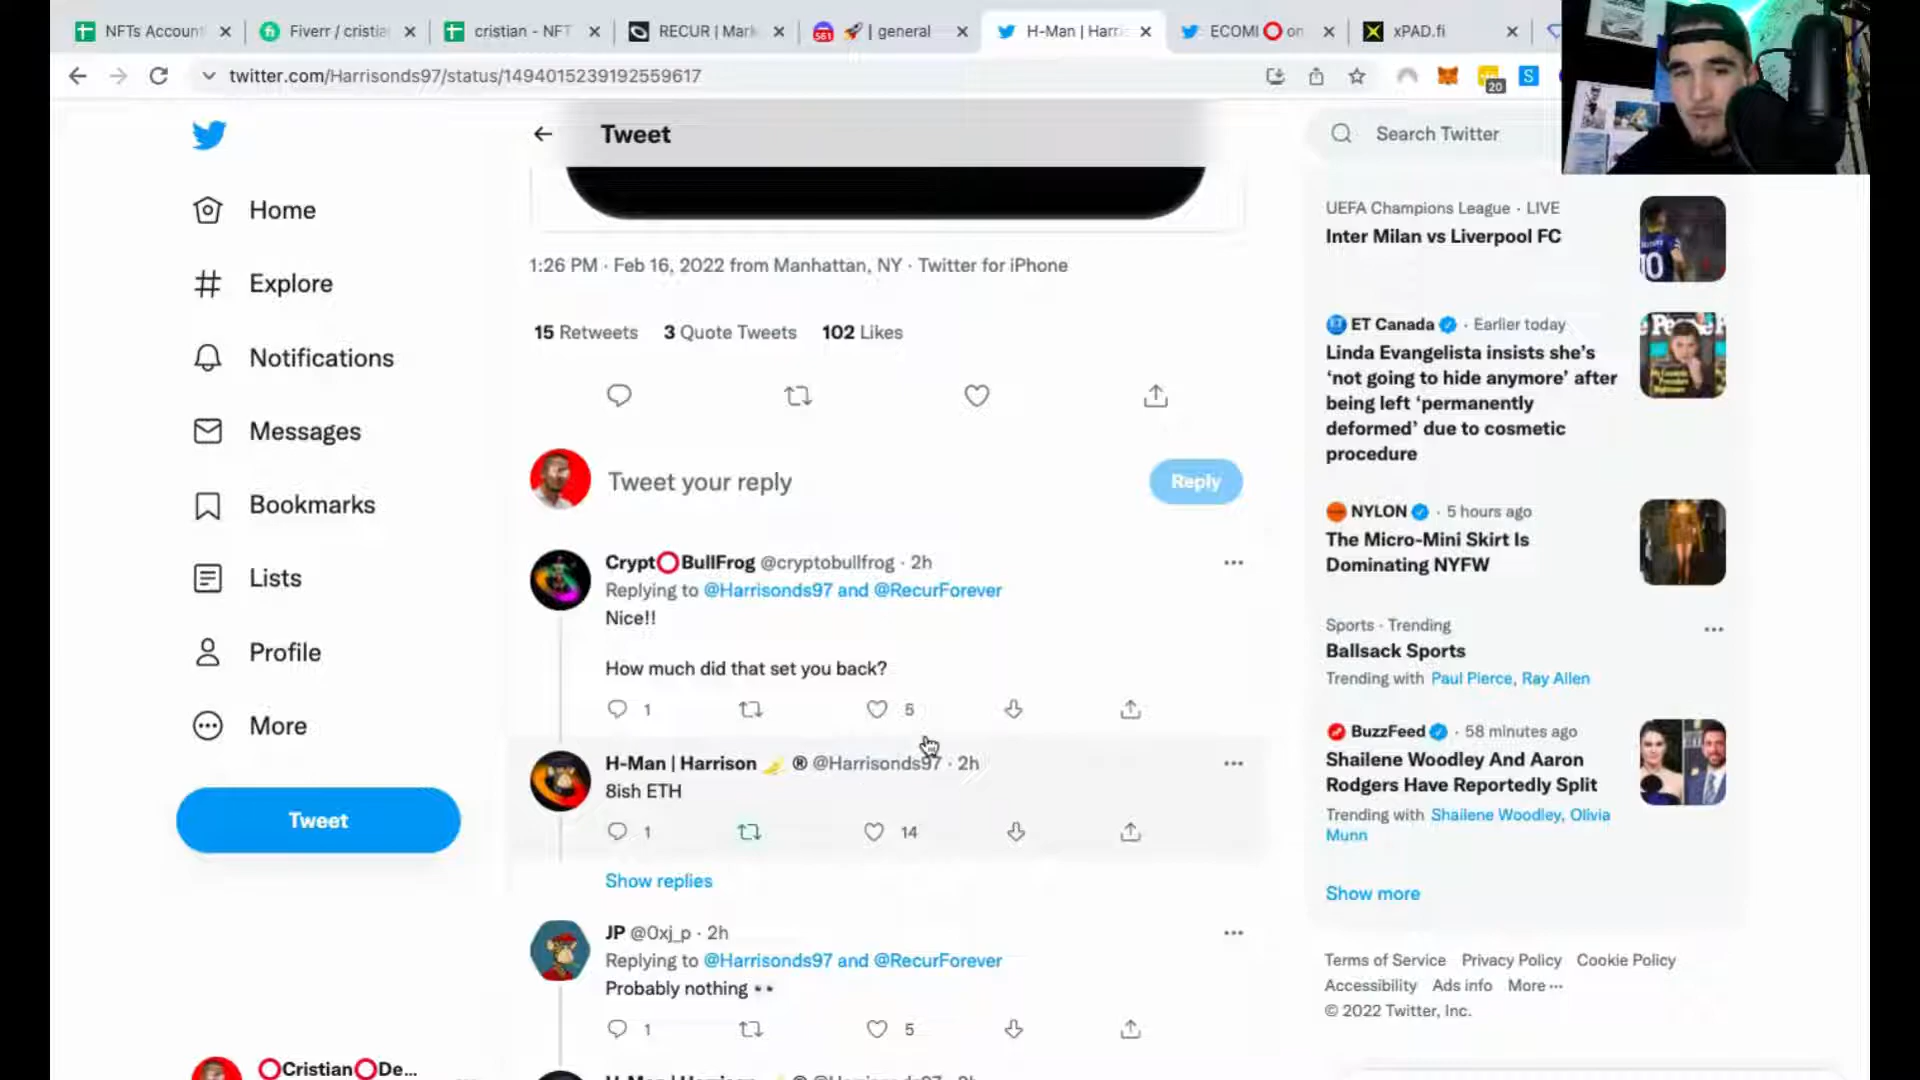 NFTs Account
Fiverr / cristia
cristian - NFT
RECUR | Mark
561
general
H-Man | Harri
ECOMI on
xPAD.fi
twitter.com/Harrisonds97/status/1494015239192559617
20
S
Tweet
Search Twitter
Home
Explore
Notifications
Messages
Bookmarks
Lists
Profile
More
Tweet
Cristian De...
1:26 PM · Feb 16, 2022 from Manhattan, NY · Twitter for iPhone
15 Retweets 3 Quote Tweets 102 Likes
Tweet your reply
Reply
Crypt⭕BullFrog @cryptobullfrog · 2h
Replying to @Harrisonds97 and @RecurForever
Nice!!
How much did that set you back?
1 5
H-Man | Harrison ® @Harrisonds97 · 2h
8ish ETH
1 14
Show replies
JP @0xj_p · 2h
Replying to @Harrisonds97 and @RecurForever
Probably nothing 👀
1 5
UEFA Champions League · LIVE
Inter Milan vs Liverpool FC
ET Canada · Earlier today
Linda Evangelista insists she's
'not going to hide anymore' after
being left 'permanently
deformed' due to cosmetic
procedure
NYLON · 5 hours ago
The Micro-Mini Skirt Is
Dominating NYFW
Sports · Trending
Ballsack Sports
Trending with Paul Pierce, Ray Allen
BuzzFeed · 58 minutes ago
Shailene Woodley And Aaron
Rodgers Have Reportedly Split
Trending with Shailene Woodley, Olivia
Munn
Show more
Terms of Service Privacy Policy Cookie Policy
Accessibility Ads info More ···
© 2022 Twitter, Inc.